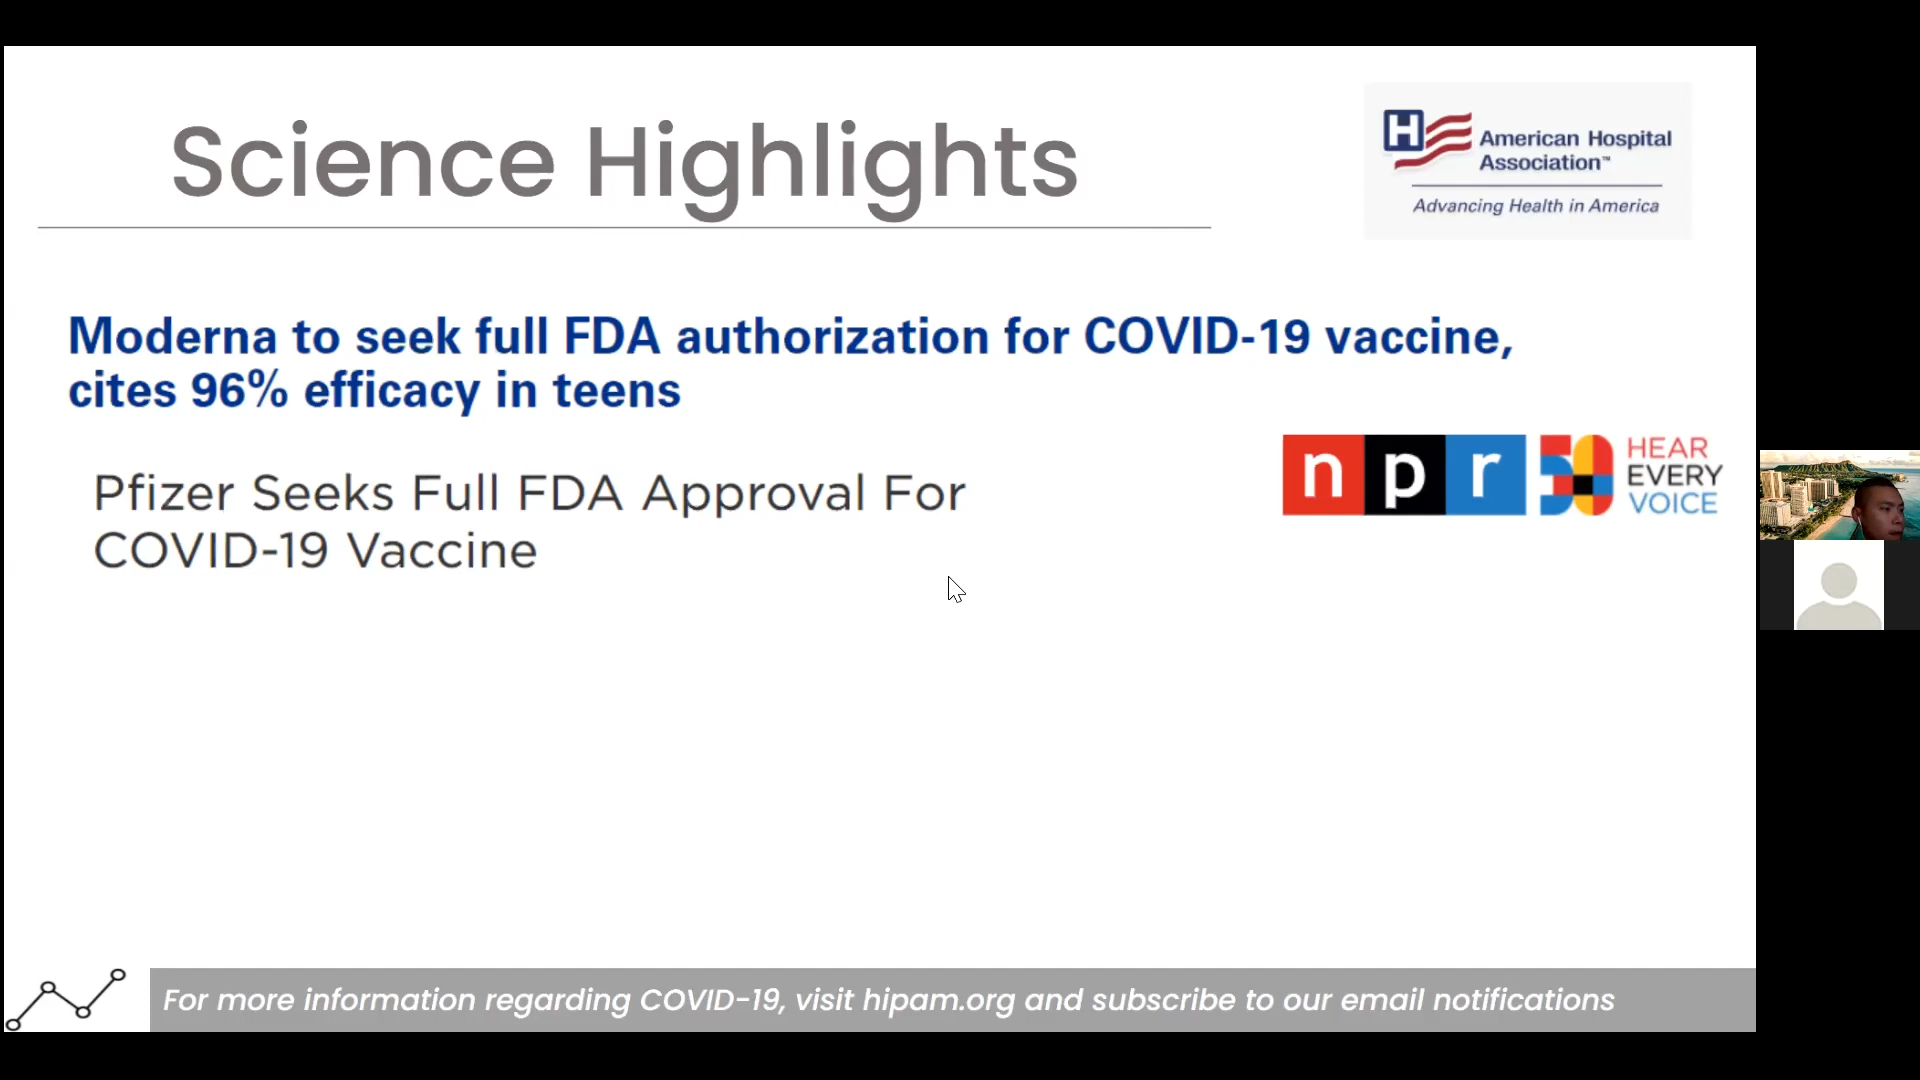 Science Highlights
H American Hospital
Association™
Advancing Health in America
Moderna to seek full FDA authorization for COVID-19 vaccine,
cites 96% efficacy in teens
Pfizer Seeks Full FDA Approval For
COVID-19 Vaccine
npr 50 HEAR
EVERY
VOICE
For more information regarding COVID-19, visit hipam.org and subscribe to our email notifications